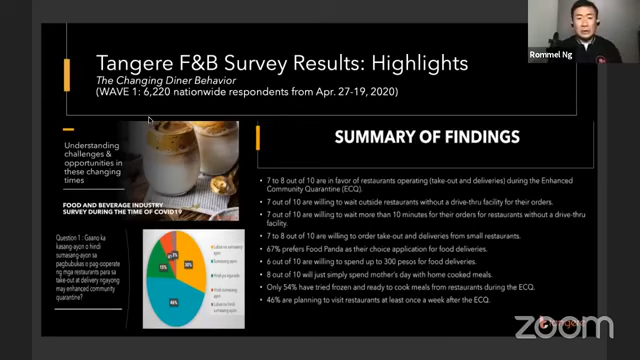 Rommel Ng
Tangere F&B Survey Results: Highlights
The Changing Diner Behavior
(WAVE 1: 6,220 nationwide respondents from Apr. 27-19, 2020)
Understanding
challenges &
opportunities in
these changing
times
FOOD AND BEVERAGE INDUSTRY
SURVEY DURING THE TIME OF COVID19
Question 1 : Gaano ka
kasang-ayon o hindi
sumasang-ayon sa
pagbubukas o pag-operate
ng mga restaurants para sa
take-out at delivery ngayong
may enhanced community
quarantine?
SUMMARY OF FINDINGS
• 7 to 8 out of 10 are in favor of restaurants operating (take-out and deliveries) during the Enhanced
Community Quarantine (ECQ).
• 7 out of 10 are willing to wait outside restaurants without a drive-thru facility for their orders.
• 7 out of 10 are willing to wait more than 10 minutes for their orders for restaurants without a drive-thru
facility.
• 7 to 8 out of 10 are willing to order take-out and deliveries from small restaurants.
• 67% prefers Food Panda as their choice application for food deliveries.
• 6 out of 10 are willing to spend up to 300 pesos for food deliveries.
• 8 out of 10 will just simply spend mother's day with home cooked meals.
• Only 54% have tried frozen and ready to cook meals from restaurants during the ECQ.
• 46% are planning to visit restaurants at least once a week after the ECQ.
tangere
zoom